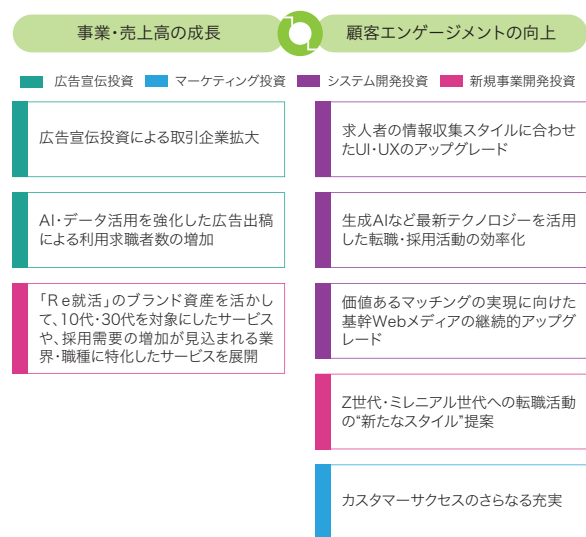 事業・売上高の成長
顧客エンゲージメントの向上
広告宣伝投資
マーケティング投資
システム開発投資
新規事業開発投資
広告宣伝投資による取引企業拡大
AI・データ活用を強化した広告出稿
による利用求職者数の増加
「Re就活」のブランド資産を活かし
て、10代・30代を対象にしたサービス
や、採用需要の増加が見込まれる業
界・職種に特化したサービスを展開
求人者の情報収集スタイルに合わせ
たUI・UXのアップグレード
生成AIなど最新テクノロジーを活用
した転職・採用活動の効率化
価値あるマッチングの実現に向けた
基幹Webメディアの継続的アップグ
レード
Z世代・ミレニアル世代への転職活動
の“新たなスタイル”提案
カスタマーサクセスのさらなる充実